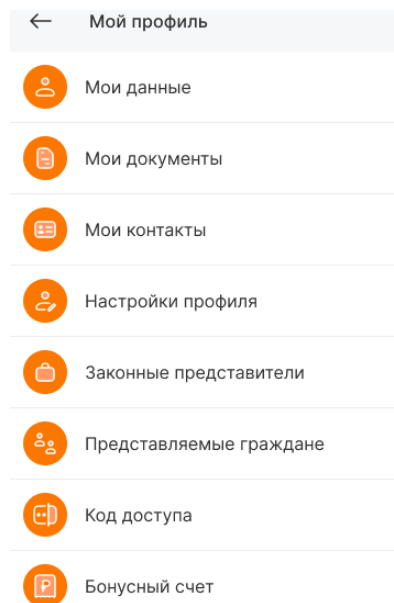 Мой профиль
Мои данные
Мои документы
Мои контакты
Настройки профиля
Законные представители
Представляемые граждане
Код доступа
Бонусный счет